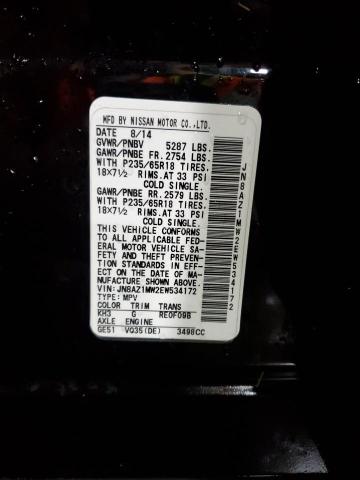 MFD BY NISSAN MOTOR CO.,LTD.
DATE 8/14
GVWR/PNBV 5287 LBS.
GAWR/PNBE FR. 2754 LBS.
WITH P235/65R18 TIRES.
18×7½ RIMS.AT 33 PSI
COLD SINGLE.
GAWR/PNBE RR. 2579 LBS.
WITH P235/65R18 TIRES.
18×7½ RIMS.AT 33 PSI
COLD SINGLE.
THIS VEHICLE CONFORMS
TO ALL APPLICABLE FED-
ERAL MOTOR VEHICLE SA-
FETY AND THEFT PREVEN-
TION STANDARDS IN EFF-
ECT ON THE DATE OF MA-
NUFACTURE SHOWN ABOVE.
VIN:JN8AZ1MW2EW534172
TYPE: MPV
COLOR TRIM TRANS
KH3 G RE0F09B
AXLE ENGINE
GE51 VQ35(DE) 3498CC
JN8AZ1MW2EW534172